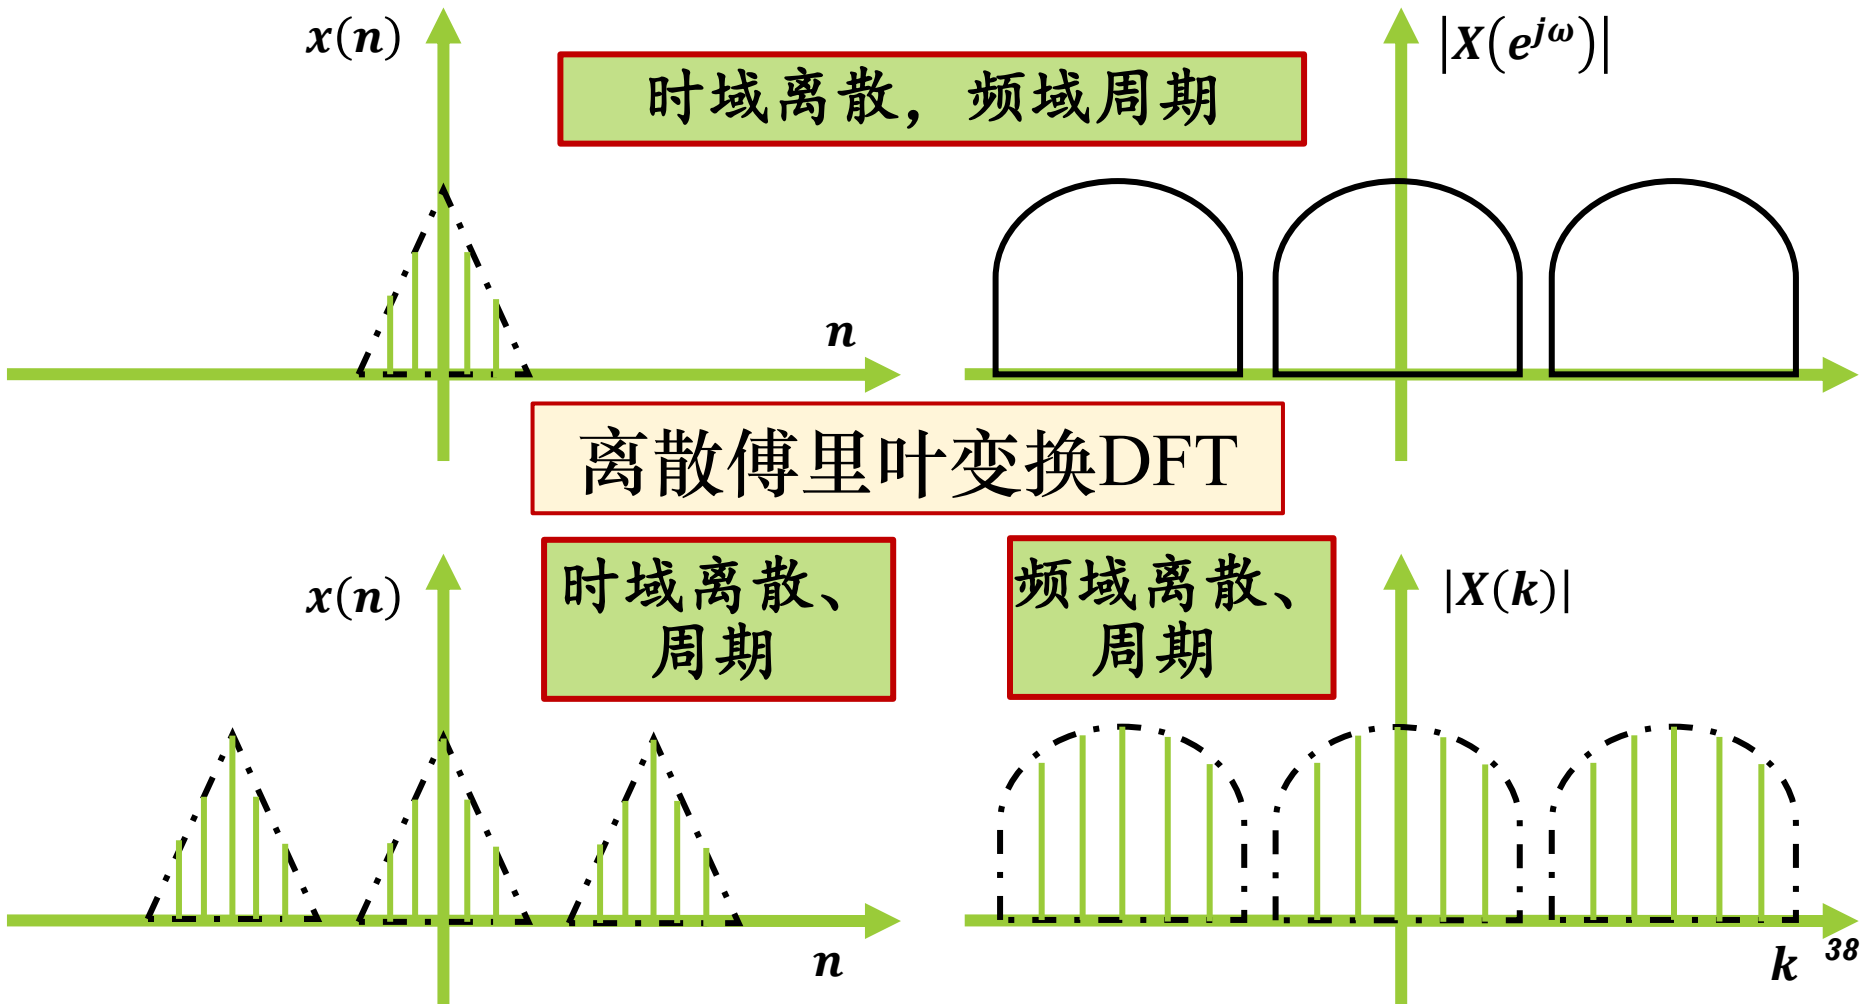 x(n)
|X(e^{jω})|
时域离散，频域周期
n
离散傅里叶变换DFT
x(n)
时域离散、
周期
频域离散、
周期
|X(k)|
n
k
38